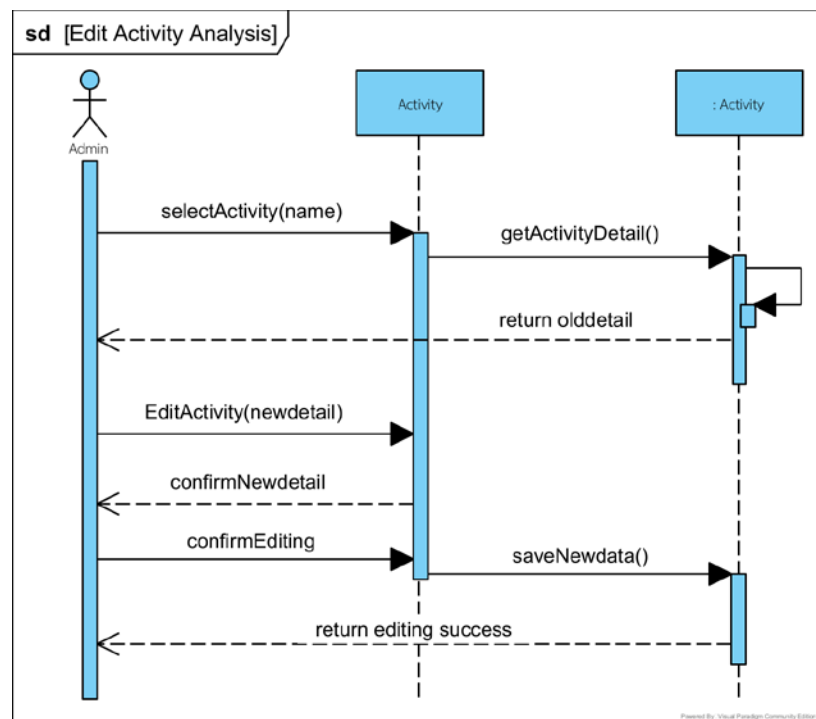 sd [Edit Activity Analysis]
Admin
Activity
: Activity
selectActivity(name)
getActivityDetail()
return olddetail
EditActivity(newdetail)
confirmNewdetail
confirmEditing
saveNewdata()
return editing success
Powered By: Visual Paradigm Community Edition